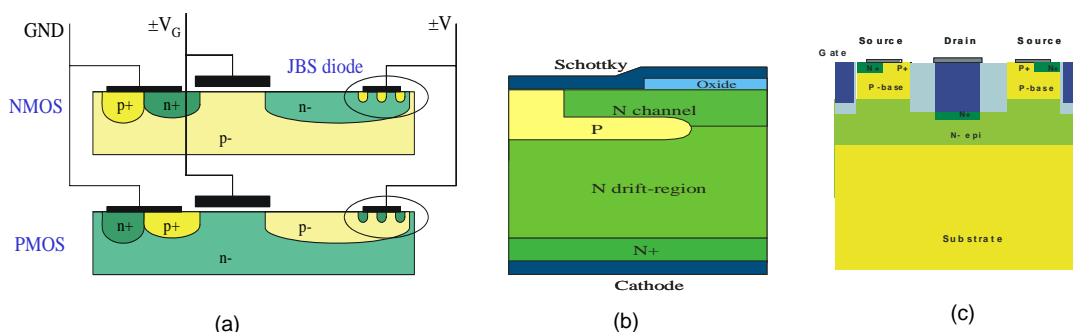 GND
±V_G
±V
JBS diode
NMOS
p+
n+
n-
p-
PMOS
n+
p+
p-
n-
(a)
Schottky
Oxide
N channel
P
N drift-region
N+
Cathode
(b)
Source Drain Source
Gate
N+ P+ P+ N+
P-base P-base
N+
N- epi
Substrate
(c)